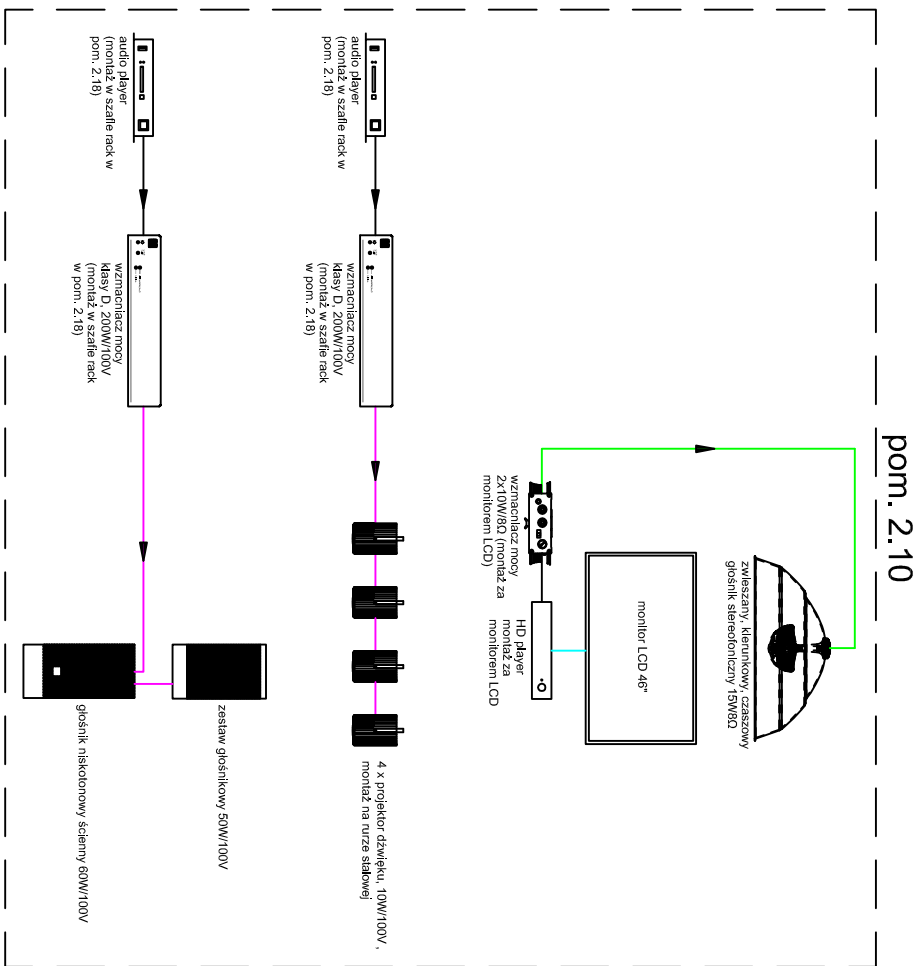 pom. 2.10
zwieszany, kierunkowy, czaszowy
głośnik stereofoniczny 15W8Ω
monitor LCD 46"
wzmacniacz mocy
2x10W/8Ω (montaż za
monitorem LCD)
HD player
montaż za
monitorem LCD
audio player
(montaż w szafie rack w
pom. 2.18)
wzmacniacz mocy
klasy D, 200W/100V
(montaż w szafie rack
w pom. 2.18)
4 x projektor dźwięku, 10W/100V ,
montaż na rurze stalowej
audio player
(montaż w szafie rack w
pom. 2.18)
wzmacniacz mocy
klasy D, 200W/100V
(montaż w szafie rack
w pom. 2.18)
zestaw głośnikowy 50W/100V
głośnik niskotonowy ścienny 60W/100V